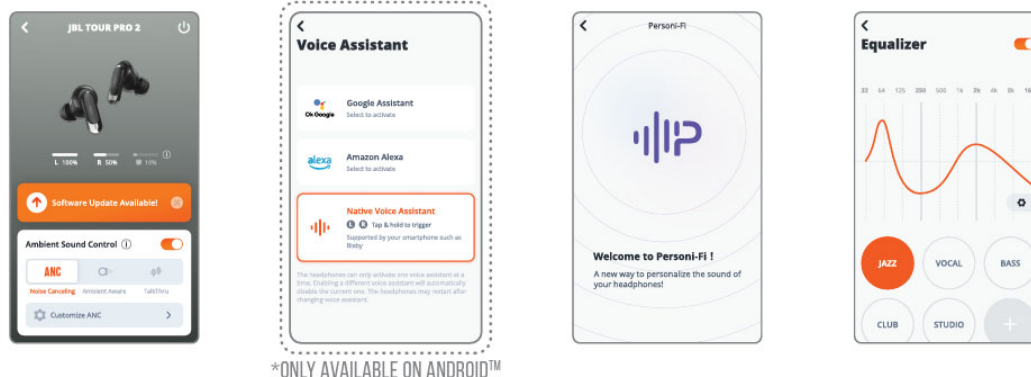 JBL TOUR PRO 2
L 100%
R 50%
10%
Software Update Available!
Ambient Sound Control
ANC
Noise Canceling
Ambient Aware
TalkThru
Customize ANC
Voice Assistant
Ok Google
Google Assistant
Select to activate
alexa
Amazon Alexa
Select to activate
Native Voice Assistant
L R Tap & hold to trigger
Supported by your smartphone such as
Bixby
The headphones can only activate one voice assistant at a
time. Enabling a different voice assistant will automatically
disable the current one. The headphones may restart after
changing voice assistant.
*ONLY AVAILABLE ON ANDROID™
Personi-Fi
Welcome to Personi-Fi !
A new way to personalize the sound of
your headphones!
Equalizer
32 64 125 250 500 1k 2k 4k 8k 16
JAZZ
VOCAL
BASS
CLUB
STUDIO
+